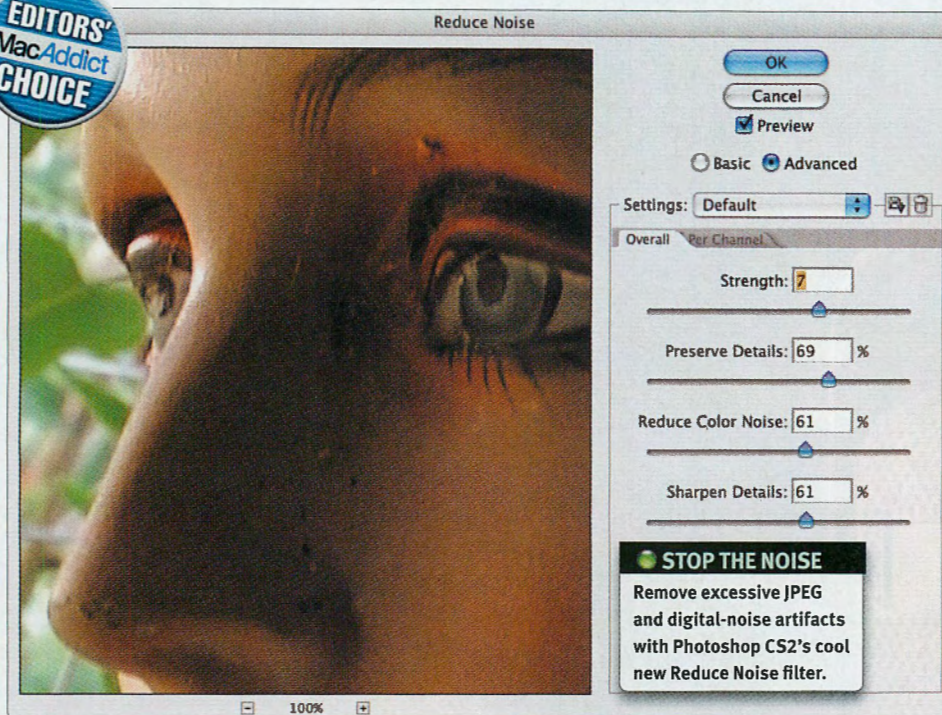 EDITORS'
MacAddict
CHOICE
Reduce Noise
OK
Cancel
Preview
Basic Advanced
Settings: Default
Overall Per Channel
Strength: 7
Preserve Details: 69 %
Reduce Color Noise: 61 %
Sharpen Details: 61 %
STOP THE NOISE
Remove excessive JPEG
and digital-noise artifacts
with Photoshop CS2's cool
new Reduce Noise filter.
100%